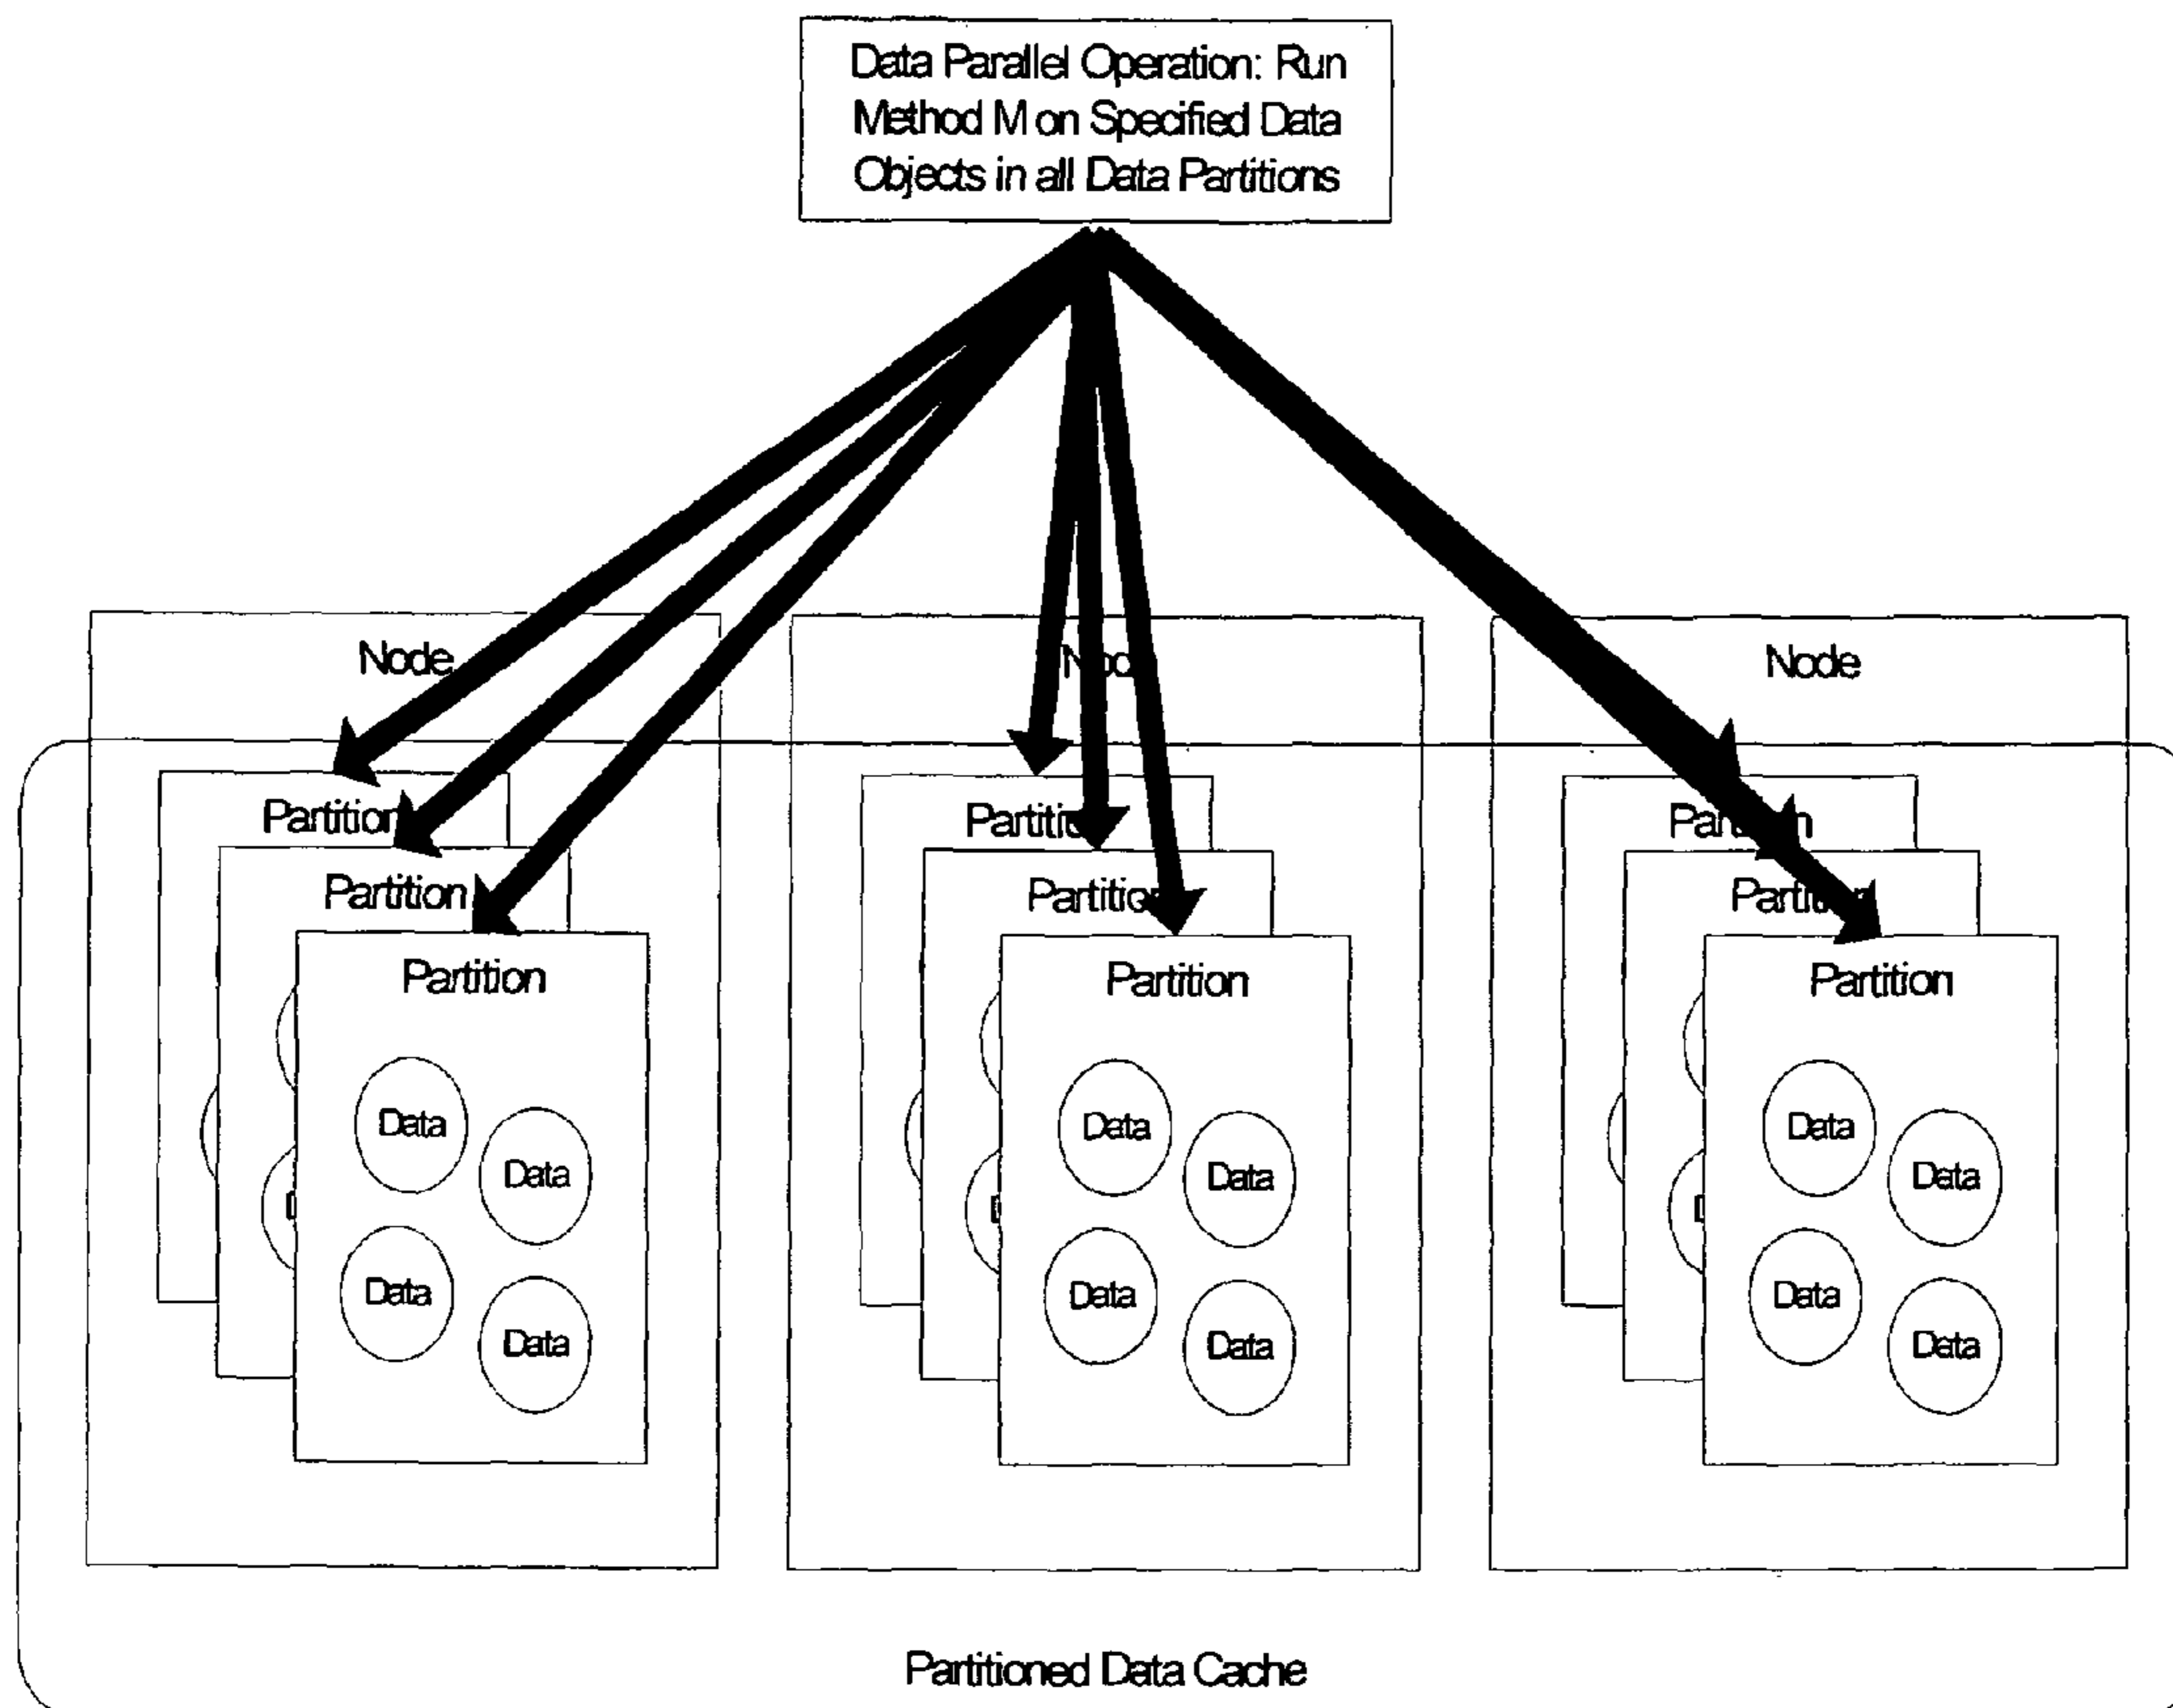 Data Parallel Operation: Run
Method M on Specified Data
Objects in all Data Partitions
Node
Node
Partition
Partition
Partition
Data
Data
Data
Data
Partition
Data
Data
Data
Data
Partition
Data
Data
Data
Data
Partitioned Data Cache